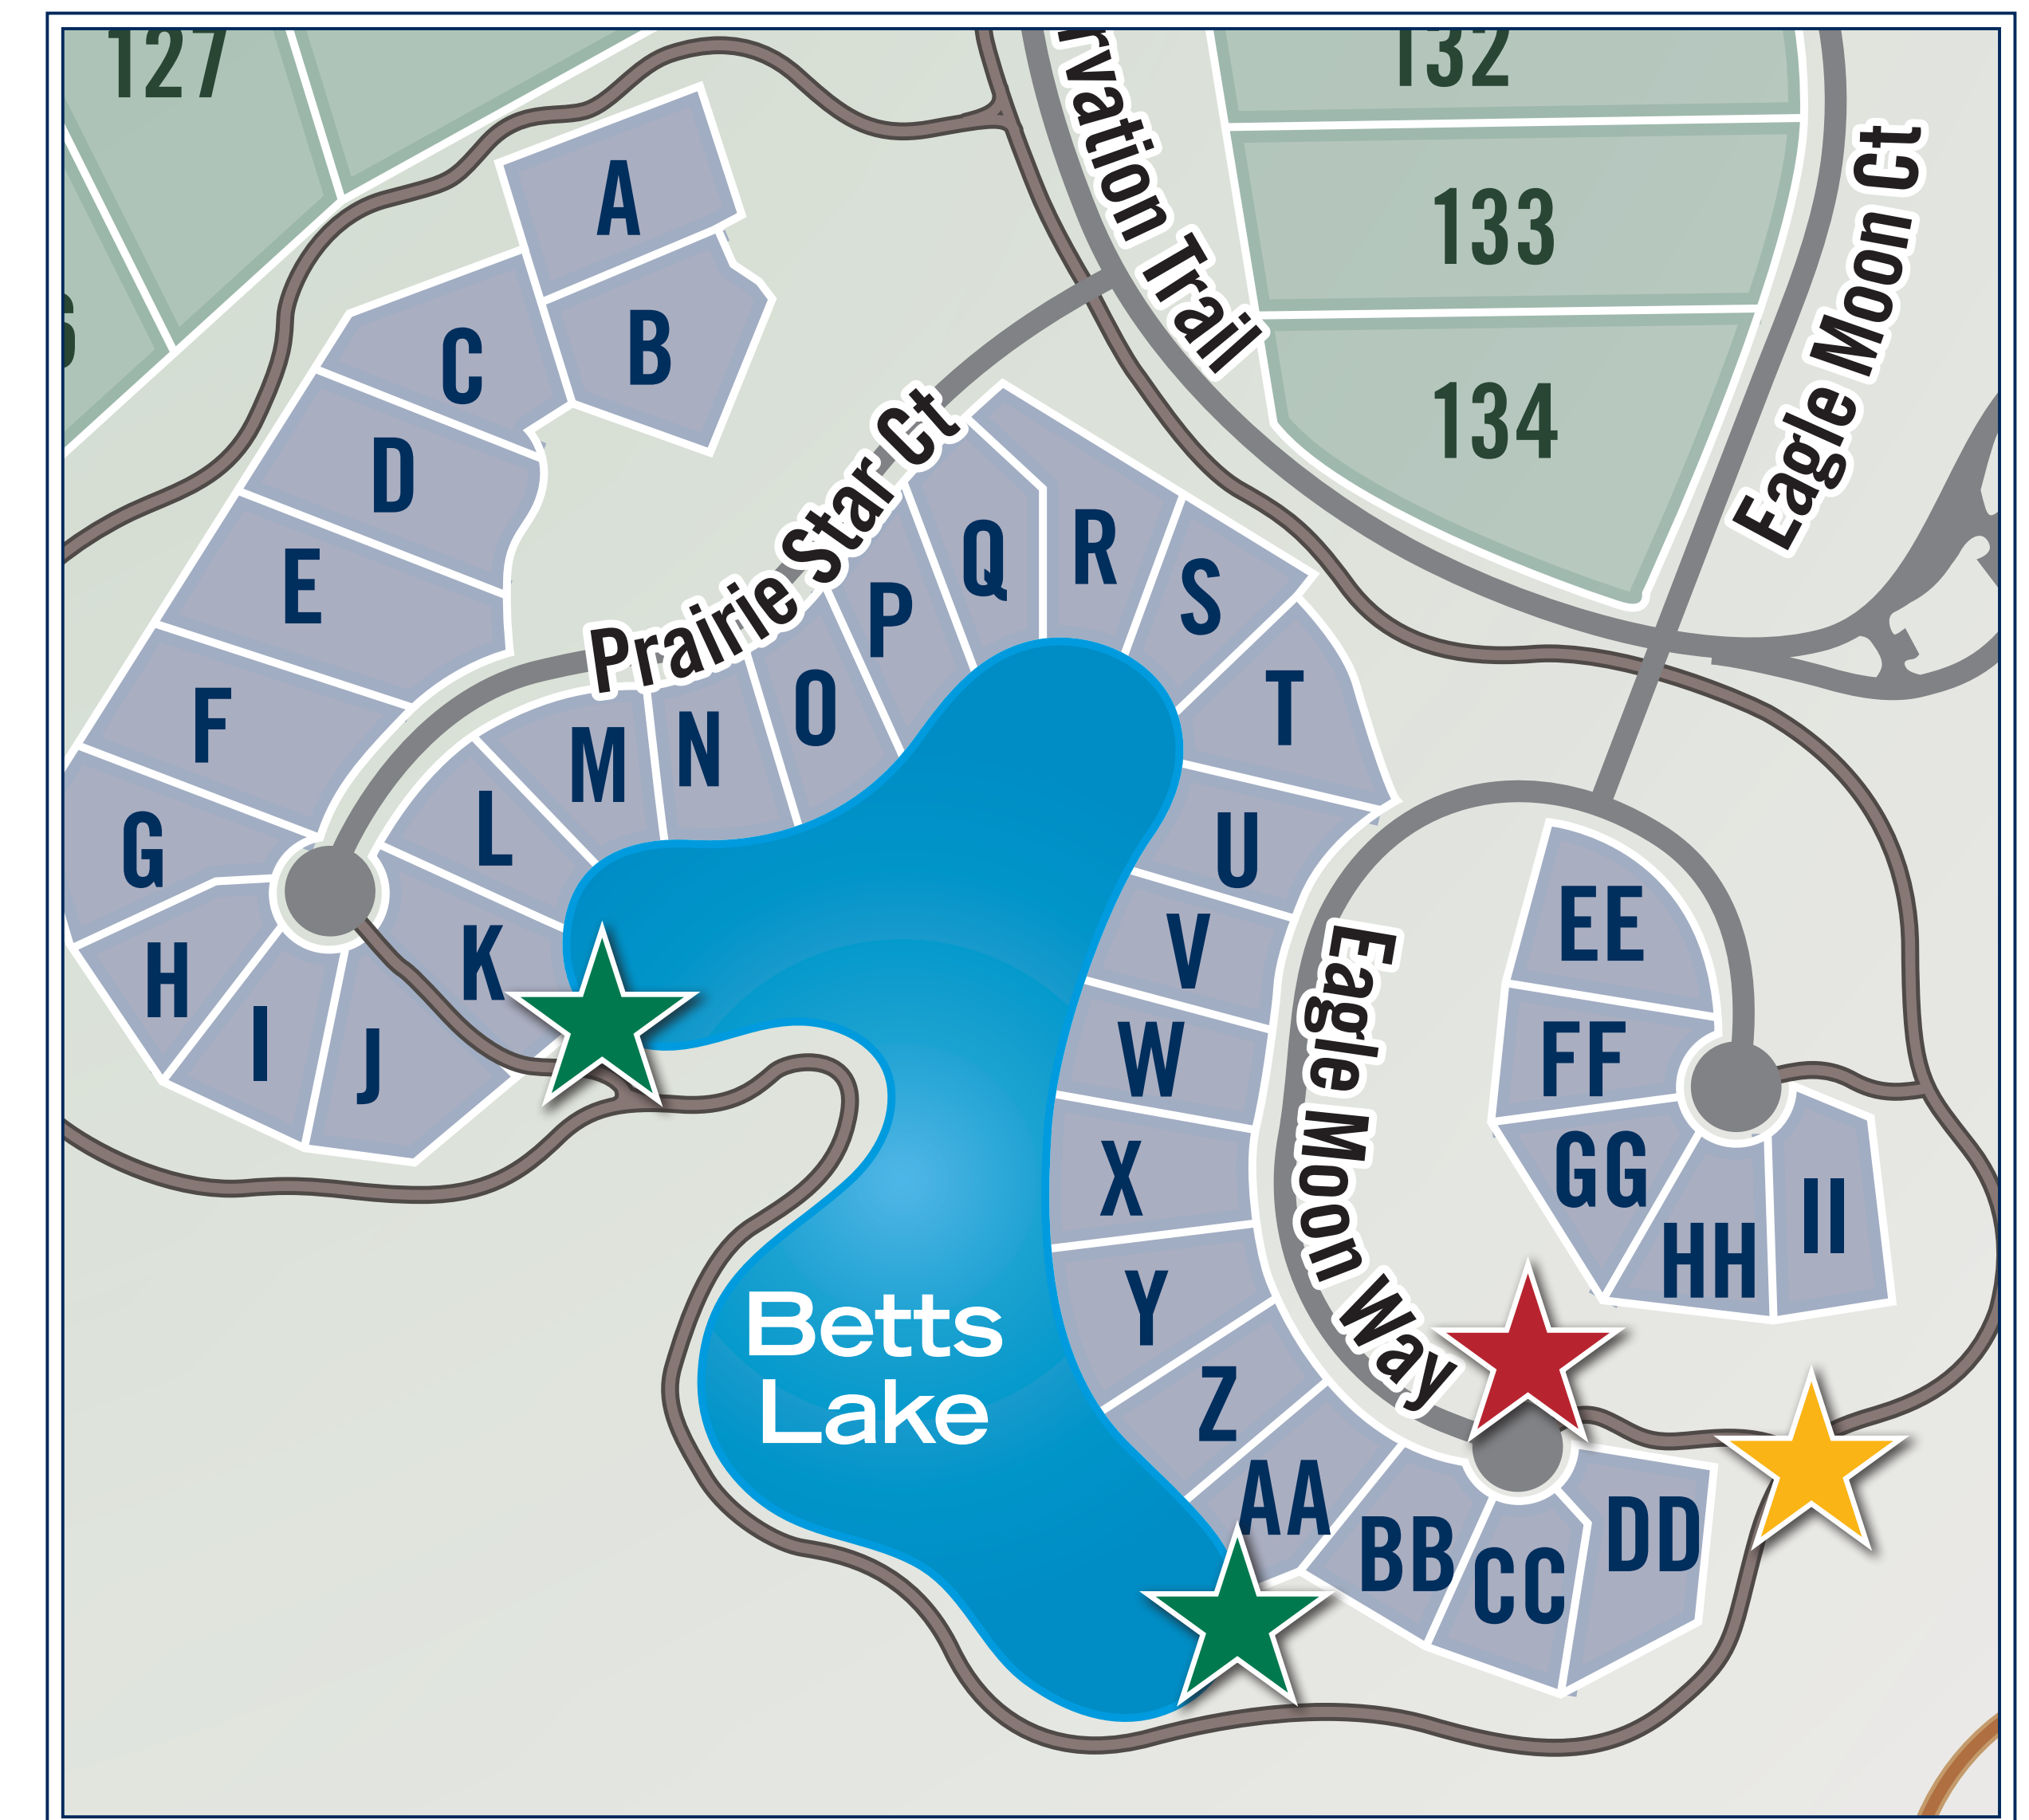 127
132
rvation Trail
133
134
Eagle Moon Ct
A
B
C
D
E
F
G
H
I
J
K
L
M
N
O
P
Q
R
S
T
U
V
W
X
Y
Z
AA
BB
CC
DD
EE
FF
GG
HH
II
Prairie Star Ct
Eagle Moon Way
Betts
Lake